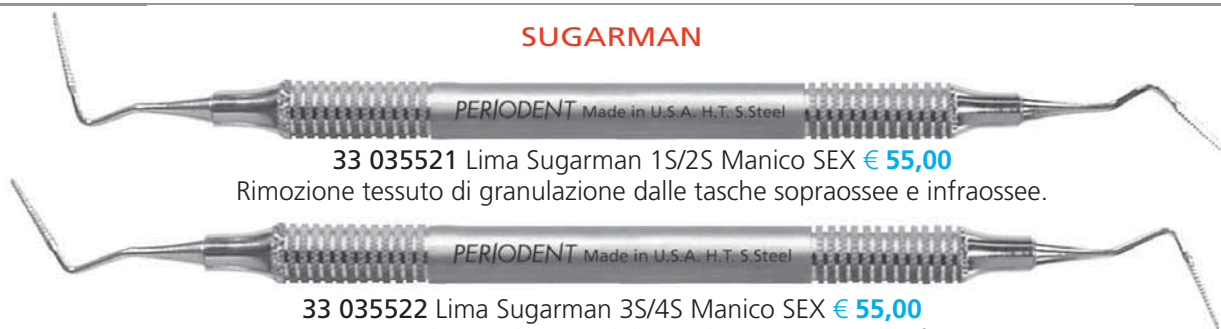 SUGARMAN
PERIODENT Made in U.S.A. H.T. S.Steel
33 035521 Lima Sugarman 1S/2S Manico SEX € 55,00
Rimozione tessuto di granulazione dalle tasche sopraossee e infraossee.
PERIODENT Made in U.S.A. H.T. S.Steel
33 035522 Lima Sugarman 3S/4S Manico SEX € 55,00